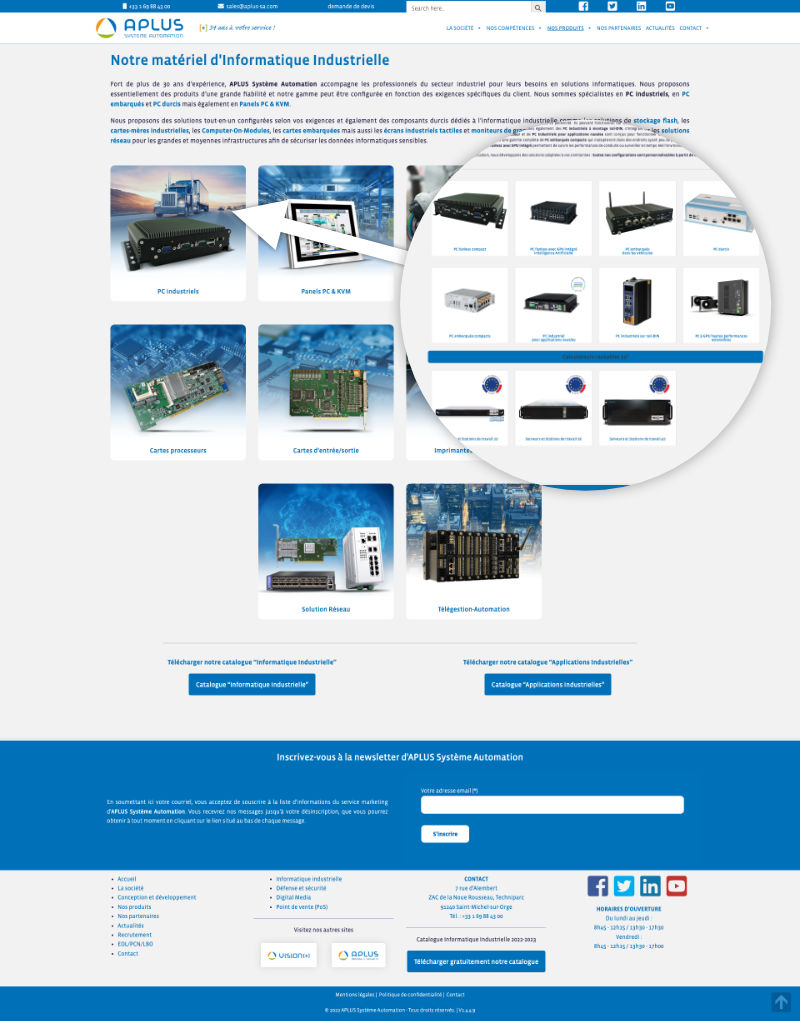 +33 1 69 88 43 00 sales@aplus-sa.com demande de devis Search here..
APLUS
SYSTÈME AUTOMATION
34 ans à votre service !
LA SOCIÉTÉ NOS COMPÉTENCES NOS PRODUITS NOS PARTENAIRES ACTUALITÉS CONTACT
Notre matériel d'Informatique Industrielle
Fort de plus de 30 ans d'expérience, APLUS Système Automation accompagne les professionnels du secteur industriel pour leurs besoins en solutions informatiques. Nous proposons
essentiellement des produits d'une grande fiabilité et notre gamme peut être configurée en fonction des exigences spécifiques du client. Nous sommes spécialistes en PC industriels, en PC
embarqués et PC durcis mais également en Panels PC & KVM.
Nous proposons des solutions tout-en-un configurées selon vos exigences et également des composants durcis dédiés à l'informatique industrielle comme les solutions de stockage flash, les
cartes-mères industrielles, les Computer-On-Modules, les cartes embarquées mais aussi les écrans industriels tactiles et moniteurs de
réseau pour les grandes et moyennes infrastructures afin de sécuriser les données informatiques sensibles.
les solutions
PC industriels
Panels PC & KVM
PC fanless compact
PC fanless avec GPU intégré
Intelligence Artificielle
PC embarqués
dans les véhicules
PC durcis
PC embarqués compacts
PC industriel
pour applications navales
PC industriels sur rail-DIN
PC à GPU hautes performances
automobiles
Serveurs et Stations de travail 2U
Serveurs et Stations de travail 4U
Cartes processeurs
Cartes d'entrée/sortie
Solution Réseau
Télégestion-Automation
Télécharger notre catalogue "Informatique Industrielle"
Télécharger notre catalogue "Applications Industrielles"
Catalogue "Informatique Industrielle"
Catalogue "Applications Industrielles"
Inscrivez-vous à la newsletter d'APLUS Système Automation
En soumettant ici votre courriel, vous acceptez de souscrire à la liste d'informations du service marketing
d'APLUS Système Automation. Vous recevrez nos messages jusqu'à votre désinscription, que vous pourrez
obtenir à tout moment en cliquant sur le lien situé au bas de chaque message.
Votre adresse email (*)
S'inscrire
Accueil
La société
Conception et développement
Nos produits
Nos partenaires
Actualités
Recrutement
EOL/PCN/LBO
Contact
Informatique industrielle
Défense et sécurité
Digital Media
Point de vente (PoS)
Visitez nos autres sites
VISION(+)
APLUS
CONTACT
7 rue d'Alembert
ZAC de la Noue Rousseau, Techniparc
91240 Saint-Michel-sur-Orge
Tél. : +33 1 69 88 43 00
Catalogue Informatique Industrielle 2022-2023
Télécharger gratuitement notre catalogue
HORAIRES D'OUVERTURE
Du lundi au jeudi :
8h45 - 12h25 / 13h30 - 17h30
Vendredi :
8h45 - 12h25 / 13h30 - 17h00
Mentions légales | Politique de confidentialité | Contact
© 2022 APLUS Système Automation - Tous droits réservés. | V1.4.49